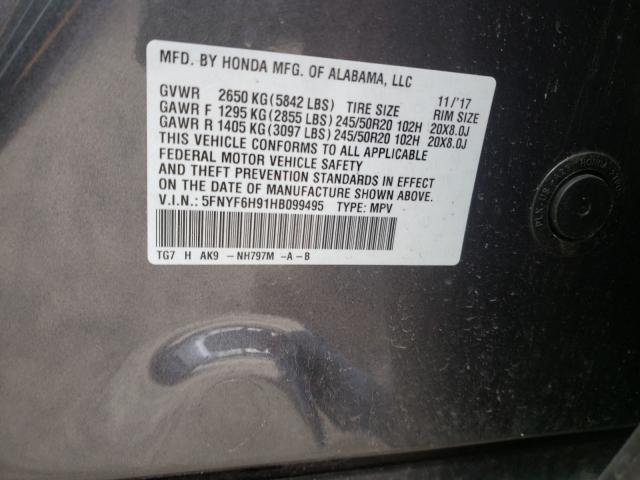 MFD. BY HONDA MFG. OF ALABAMA, LLC
GVWR 2650 KG(5842 LBS) TIRE SIZE 11/'17 RIM SIZE
GAWR F 1295 KG(2855 LBS)245/50R20 102H 20X8.0J
GAWR R 1405 KG(3097 LBS)245/50R20 102H 20X8.0J
THIS VEHICLE CONFORMS TO ALL APPLICABLE
FEDERAL MOTOR VEHICLE SAFETY
AND THEFT PREVENTION STANDARDS IN EFFECT
ON THE DATE OF MANUFACTURE SHOWN ABOVE.
V.I.N.: 5FNYF6H91HB099495 TYPE: MPV
TG7 H AK9 -NH797M -A-B